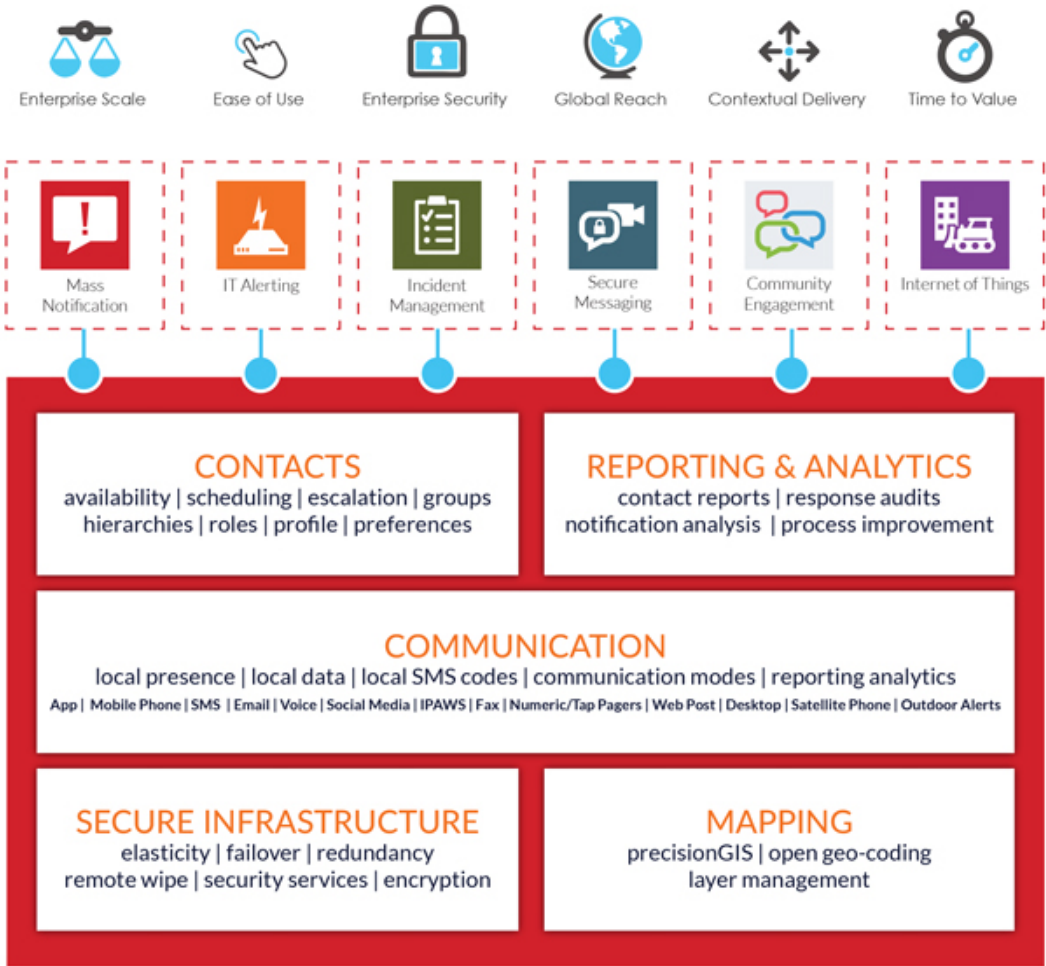 Enterprise Scale
Ease of Use
Enterprise Security
Global Reach
Contextual Delivery
Time to Value
Mass
Notification
IT Alerting
Incident
Management
Secure
Messaging
Community
Engagement
Internet of Things
CONTACTS
availability | scheduling | escalation | groups
hierarchies | roles | profile | preferences
REPORTING & ANALYTICS
contact reports | response audits
notification analysis | process improvement
COMMUNICATION
local presence | local data | local SMS codes | communication modes | reporting analytics
App | Mobile Phone | SMS | Email | Voice | Social Media | IPAWS | Fax | Numeric/Tap Pagers | Web Post | Desktop | Satellite Phone | Outdoor Alerts
SECURE INFRASTRUCTURE
elasticity | failover | redundancy
remote wipe | security services | encryption
MAPPING
precisionGIS | open geo-coding
layer management